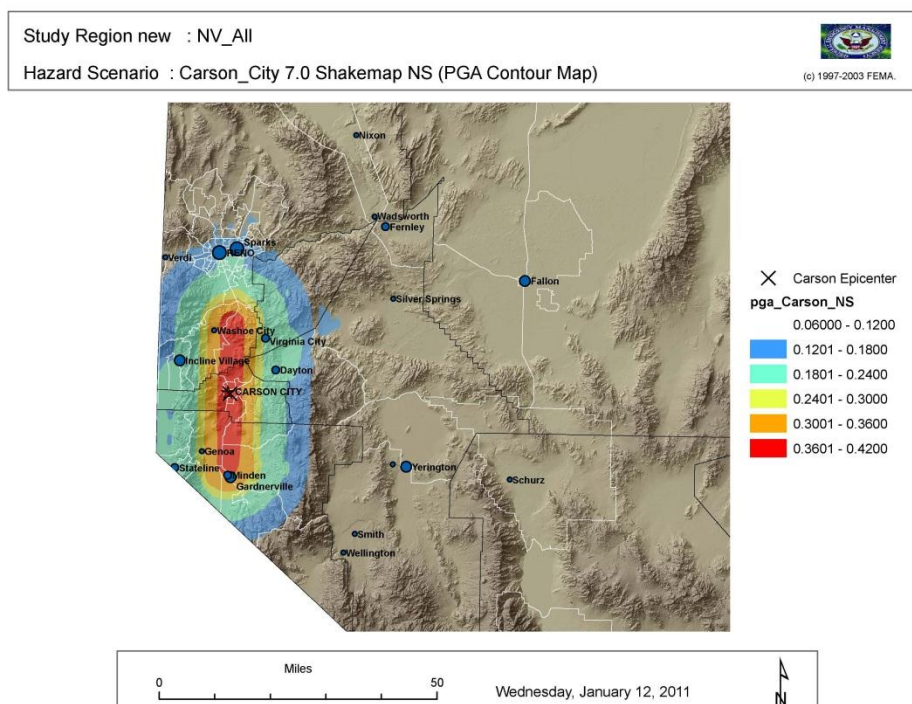 Study Region new : NV_All
Hazard Scenario : Carson_City 7.0 Shakemap NS (PGA Contour Map)
(c) 1997-2003 FEMA.
Nixon
Wadsworth
Fernley
Sparks
RENO
Verdi
Fallon
Silver Springs
Washoe City
Virginia City
Incline Village
Dayton
CARSON CITY
Genoa
Stateline
Minden
Gardnerville
Yerington
Schurz
Smith
Wellington
Carson Epicenter
pga_Carson_NS
0.06000 - 0.1200
0.1201 - 0.1800
0.1801 - 0.2400
0.2401 - 0.3000
0.3001 - 0.3600
0.3601 - 0.4200
Miles
0 50
Wednesday, January 12, 2011
N